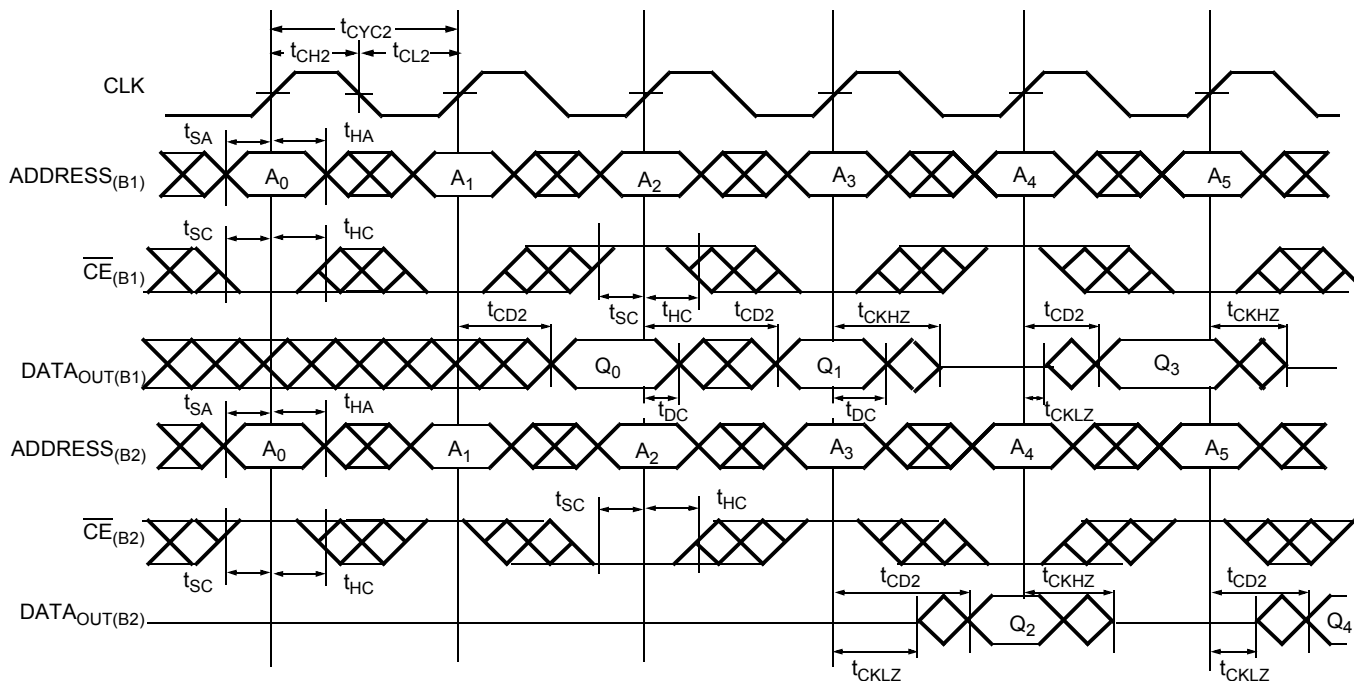 tCYC2
tCH2 tCL2
CLK
tSA tHA
ADDRESS(B1) A0 A1 A2 A3 A4 A5
tSC tHC
CE(B1)
tCD2 tSC tHC tCD2 tCKHZ tCD2 tCKHZ
DATAOUT(B1) Q0 Q1 Q3
tSA tHA tDC tDC tCKLZ
ADDRESS(B2) A0 A1 A2 A3 A4 A5
tSC tHC
CE(B2)
tSC tHC tCD2 tCKHZ tCD2
DATAOUT(B2) Q2 Q4
tCKLZ tCKLZ